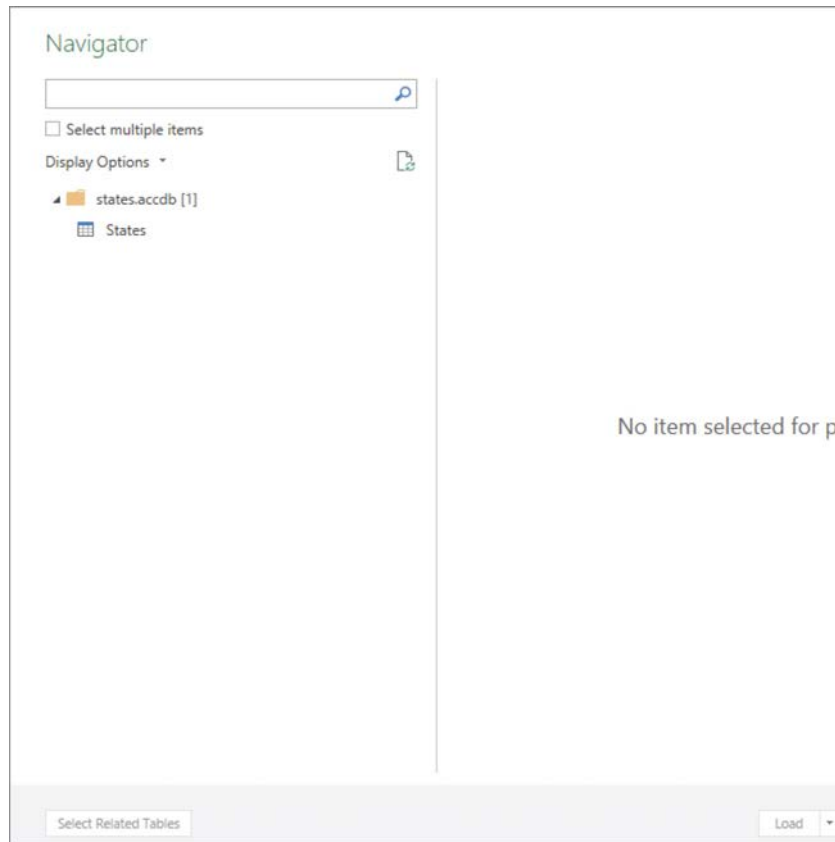 Navigator
Select multiple items
Display Options
states.accdb [1]
States
No item selected for p
Select Related Tables
Load